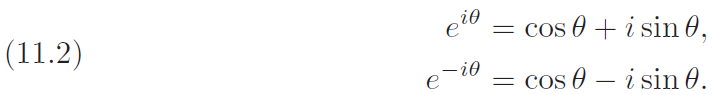 e^{iθ} = cos θ + i sin θ,
(11.2)
e^{−iθ} = cos θ − i sin θ.